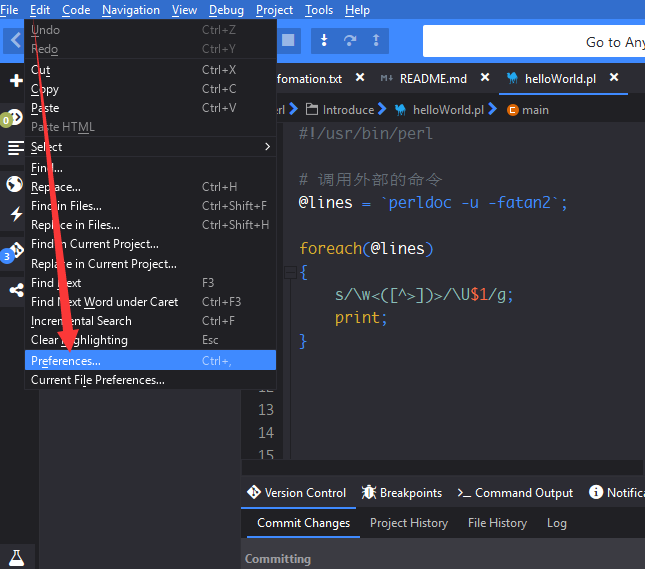 File Edit Code Navigation View Debug Project Tools Help
Undo Ctrl+Z
Redo Ctrl+Y
Cut Ctrl+X
Copy Ctrl+C
Paste Ctrl+V
Paste HTML
Select
Find...
Replace... Ctrl+H
Find in Files... Ctrl+Shift+F
Replace in Files... Ctrl+Shift+H
Find in Current Project...
Replace in Current Project...
Find Next F3
Find Next Word under Caret Ctrl+F3
Incremental Search Ctrl+F
Clear Highlighting Esc
Preferences... Ctrl+,
Current File Preferences...
0
3
Go to Any
fomation.txt README.md helloWorld.pl
erl Introduce helloWorld.pl main
#!/usr/bin/perl
# 调用外部的命令
@lines = `perldoc -u -fatan2`;
foreach(@lines)
{
s/\w<([^>])>/\U$1/g;
print;
}
12
13
14
15
Version Control Breakpoints Command Output Notifica
Commit Changes Project History File History Log
Committing